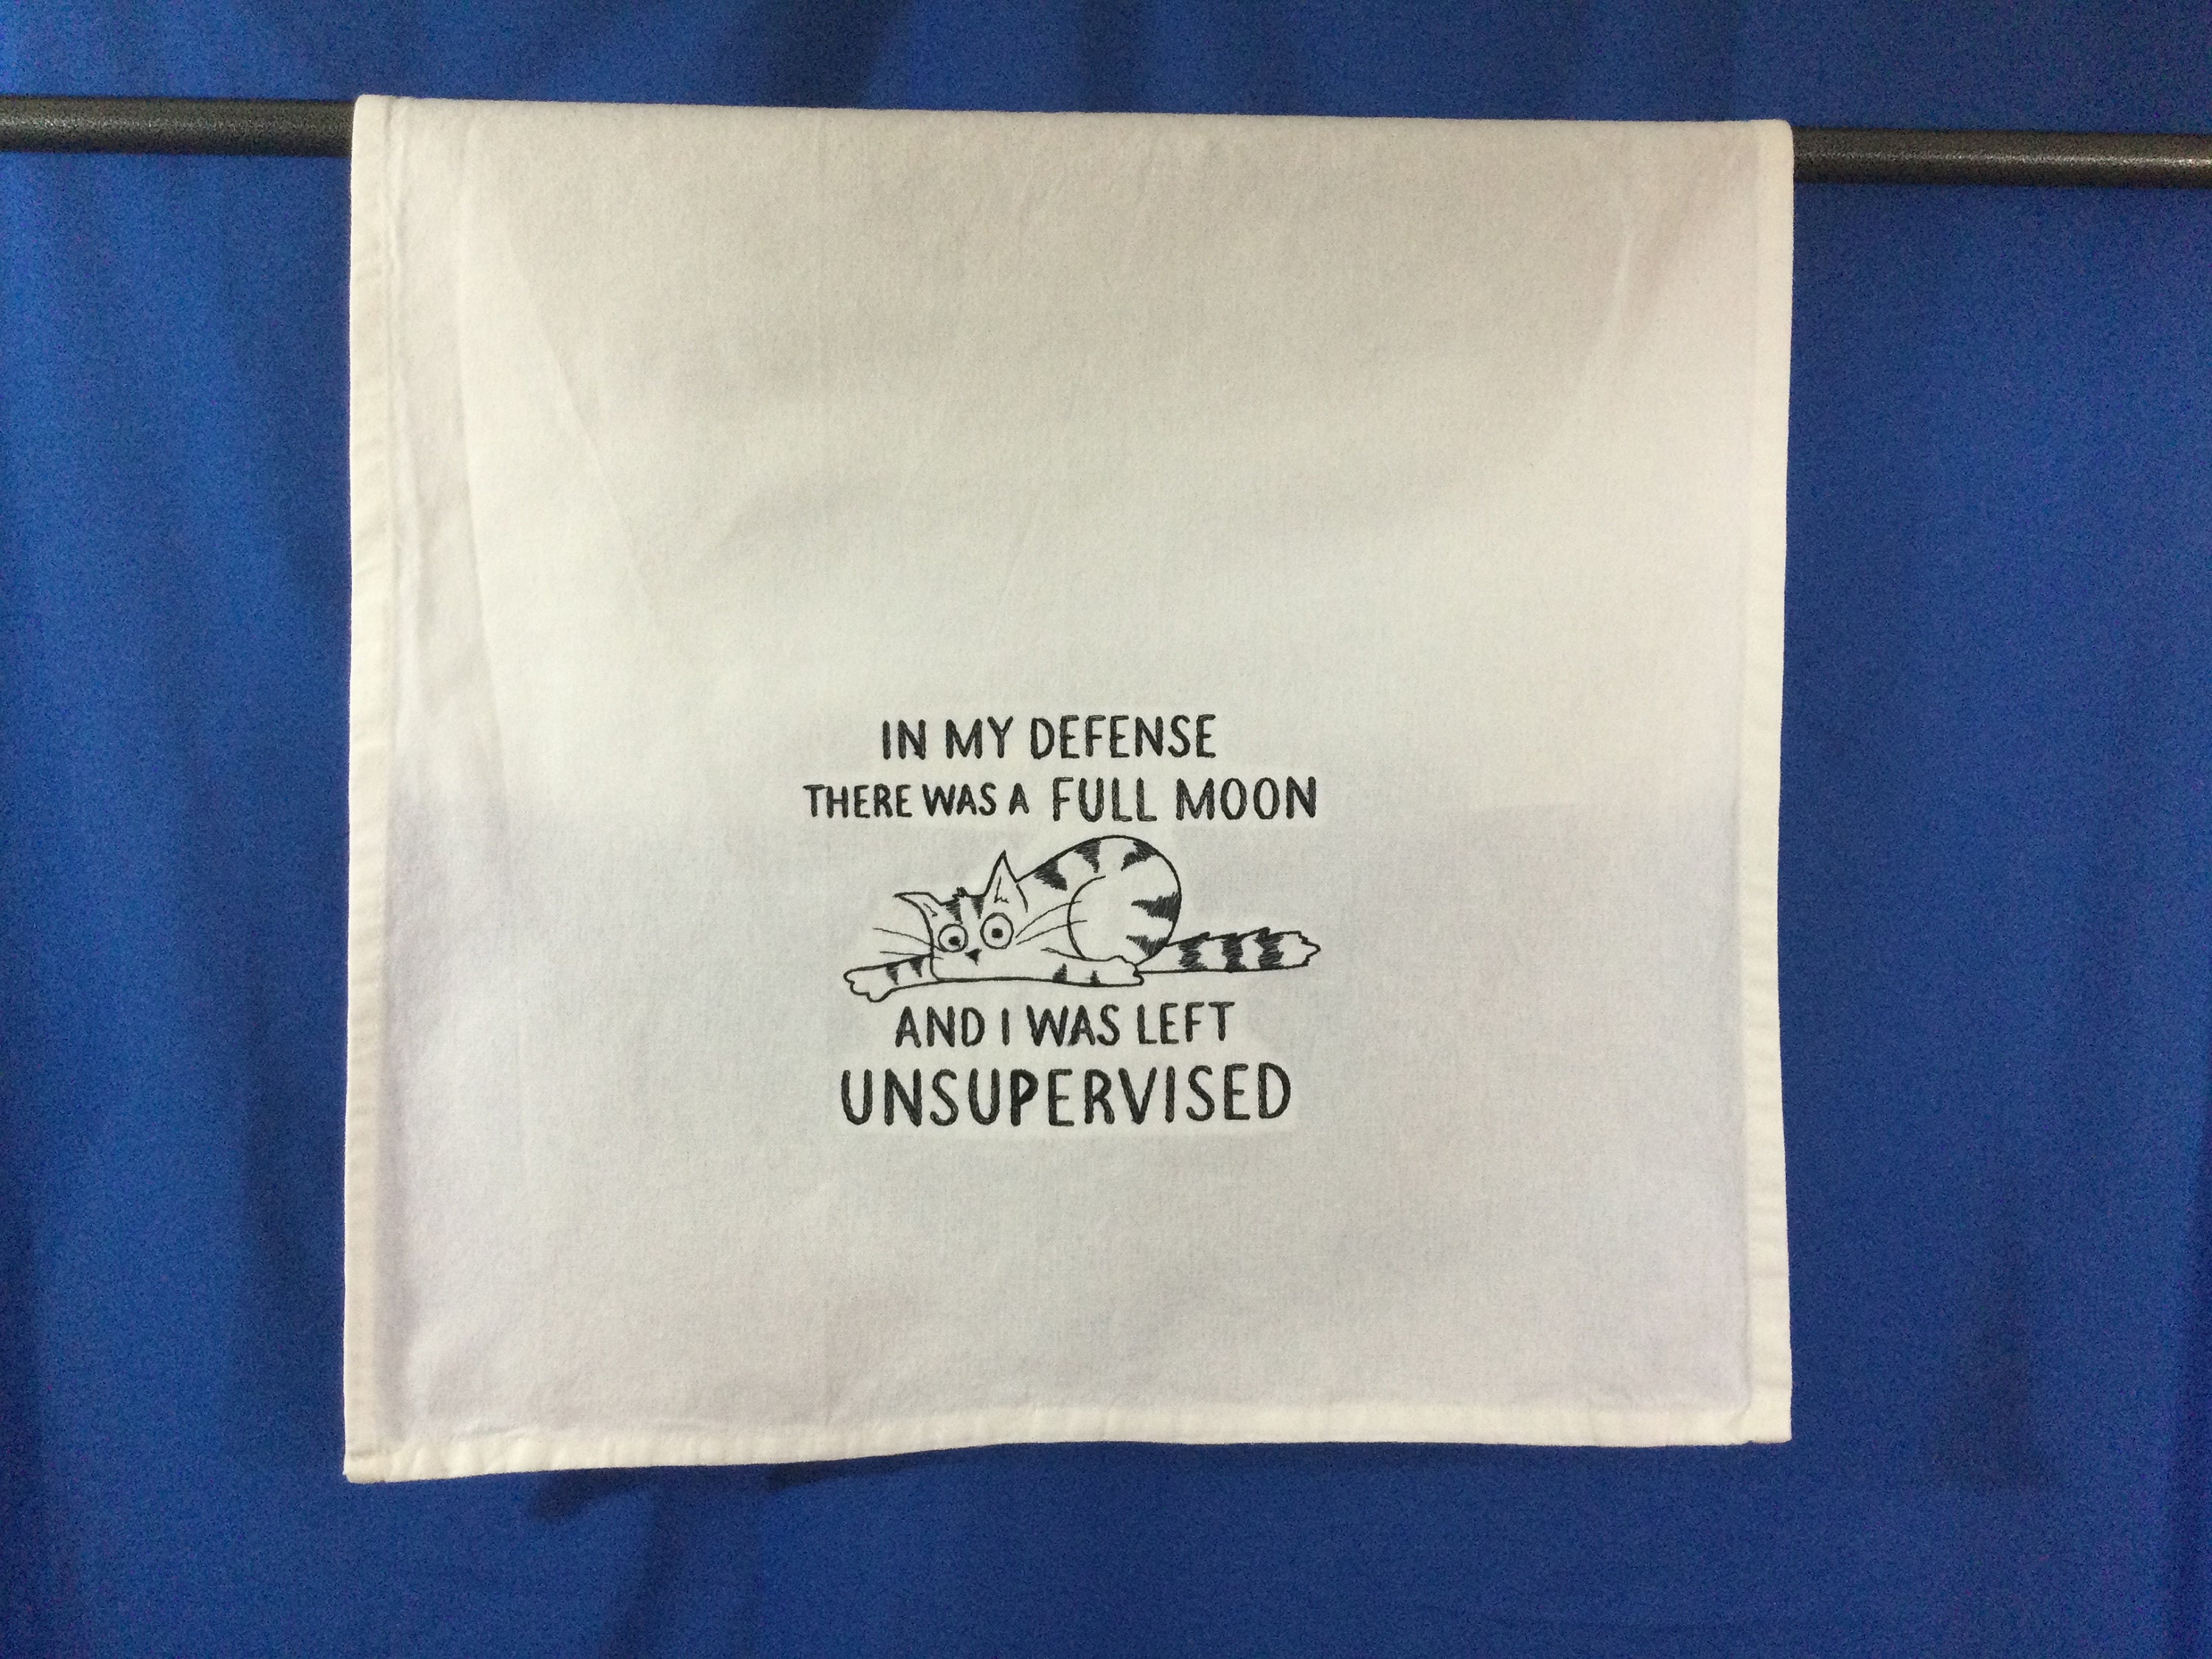 IN MY DEFENSE
THERE WAS A FULL MOON
AND I WAS LEFT
UNSUPERVISED